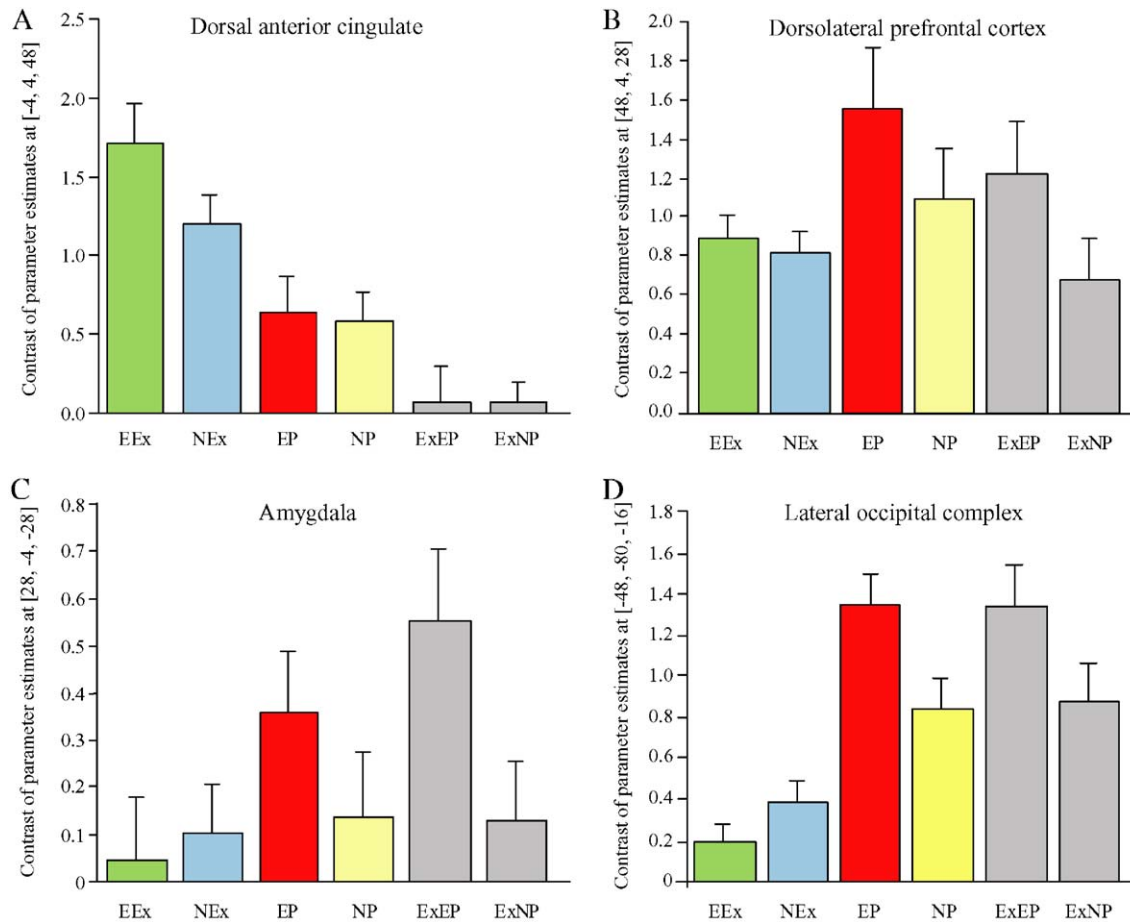 A
Dorsal anterior cingulate
Contrast of parameter estimates at [-4, 4, 48]
2.5
2.0
1.5
1.0
0.5
0.0
EEx NEx EP NP ExEP ExNP
B
Dorsolateral prefrontal cortex
Contrast of parameter estimates at [48, 4, 28]
2.0
1.8
1.6
1.4
1.2
1.0
0.8
0.6
0.4
0.2
0.0
EEx NEx EP NP ExEP ExNP
C
Amygdala
Contrast of parameter estimates at [28, -4, -28]
0.8
0.7
0.6
0.5
0.4
0.3
0.2
0.1
0
EEx NEx EP NP ExEP ExNP
D
Lateral occipital complex
Contrast of parameter estimates at [-48, -80, -16]
1.8
1.6
1.4
1.2
1.0
0.8
0.6
0.4
0.2
0
EEx NEx EP NP ExEP ExNP